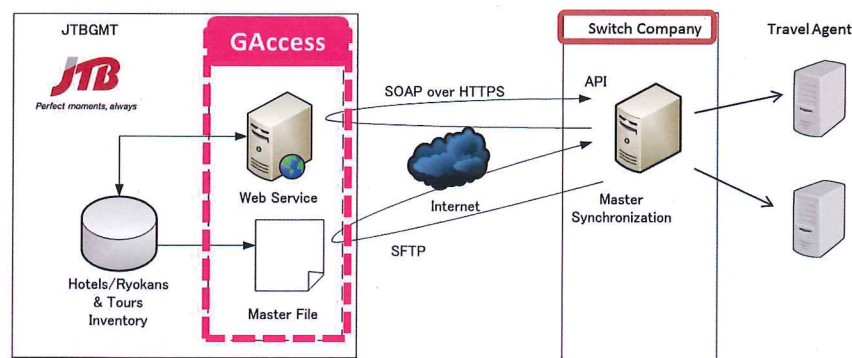 JTBGMT
GAccess
Switch Company
Travel Agent
JTB
Perfect moments, always
SOAP over HTTPS
API
Web Service
Internet
Master
Synchronization
SFTP
Hotels/Ryokans
& Tours
Inventory
Master File